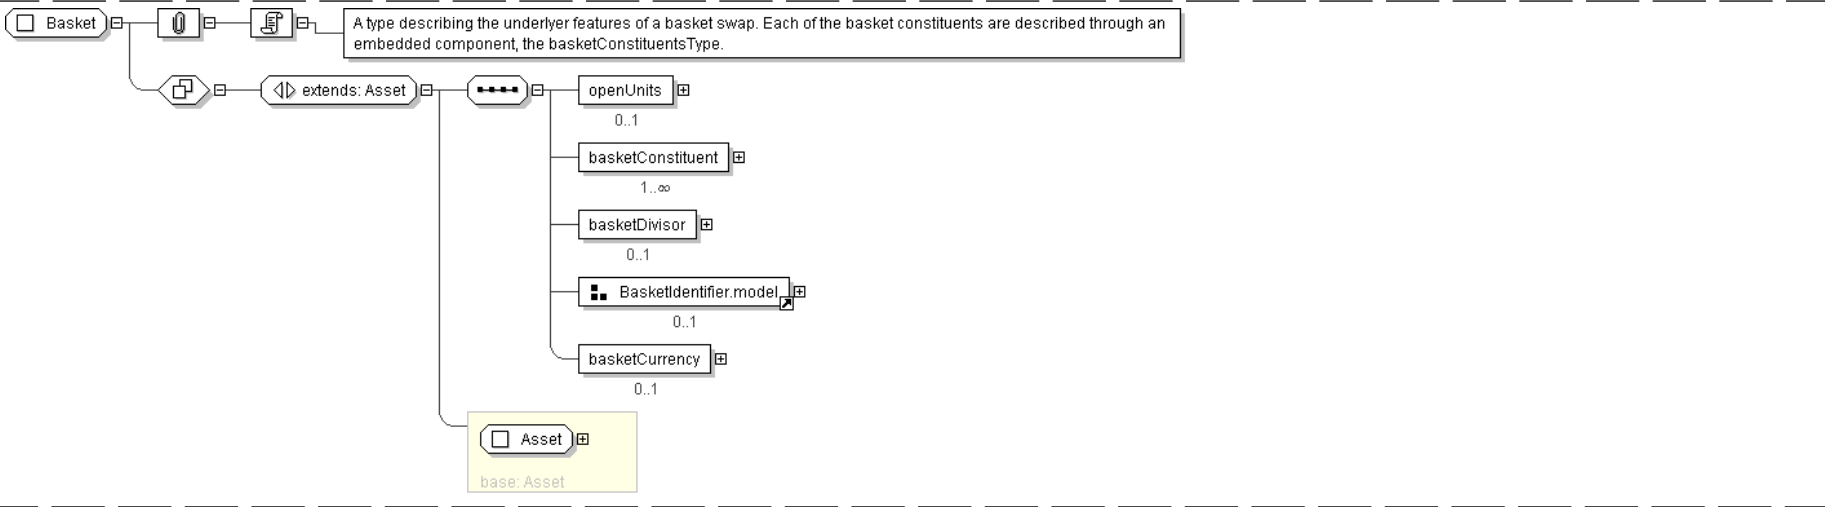 Basket
A type describing the underlyer features of a basket swap. Each of the basket constituents are described through an
embedded component, the basketConstituentsType.
extends: Asset
openUnits
0..1
basketConstituent
1..∞
basketDivisor
0..1
BasketIdentifier.model
0..1
basketCurrency
0..1
Asset
base: Asset